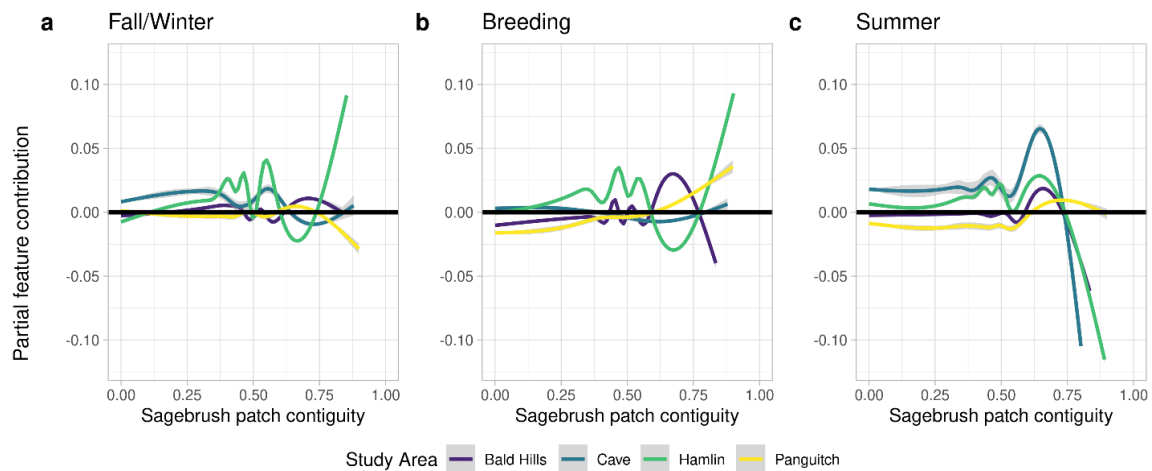 a Fall/Winter
b Breeding
c Summer
Partial feature contribution
0.10
0.05
0.00
-0.05
-0.10
0.00 0.25 0.50 0.75 1.00
Sagebrush patch contiguity
0.10
0.05
0.00
-0.05
-0.10
0.00 0.25 0.50 0.75 1.00
Sagebrush patch contiguity
0.10
0.05
0.00
-0.05
-0.10
0.00 0.25 0.50 0.75 1.00
Sagebrush patch contiguity
Study Area Bald Hills Cave Hamlin Panguitch